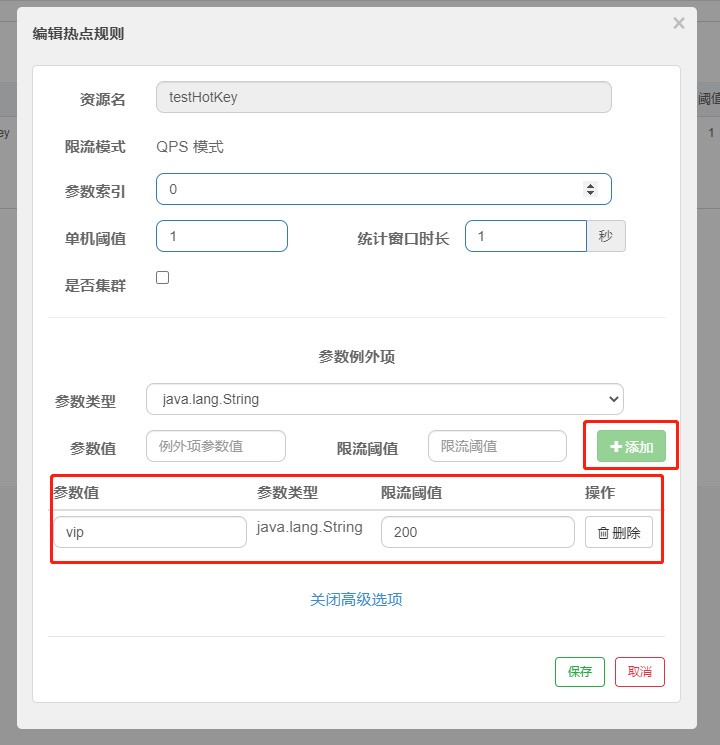 编辑热点规则 ×
资源名 testHotKey
阈值
限流模式 QPS 模式
ey 1
参数索引 0
单机阈值 1 统计窗口时长 1 秒
是否集群
参数例外项
参数类型 java.lang.String
参数值 例外项参数值 限流阈值 限流阈值 添加
参数值 参数类型 限流阈值 操作
vip java.lang.String 200 删除
关闭高级选项
保存 取消